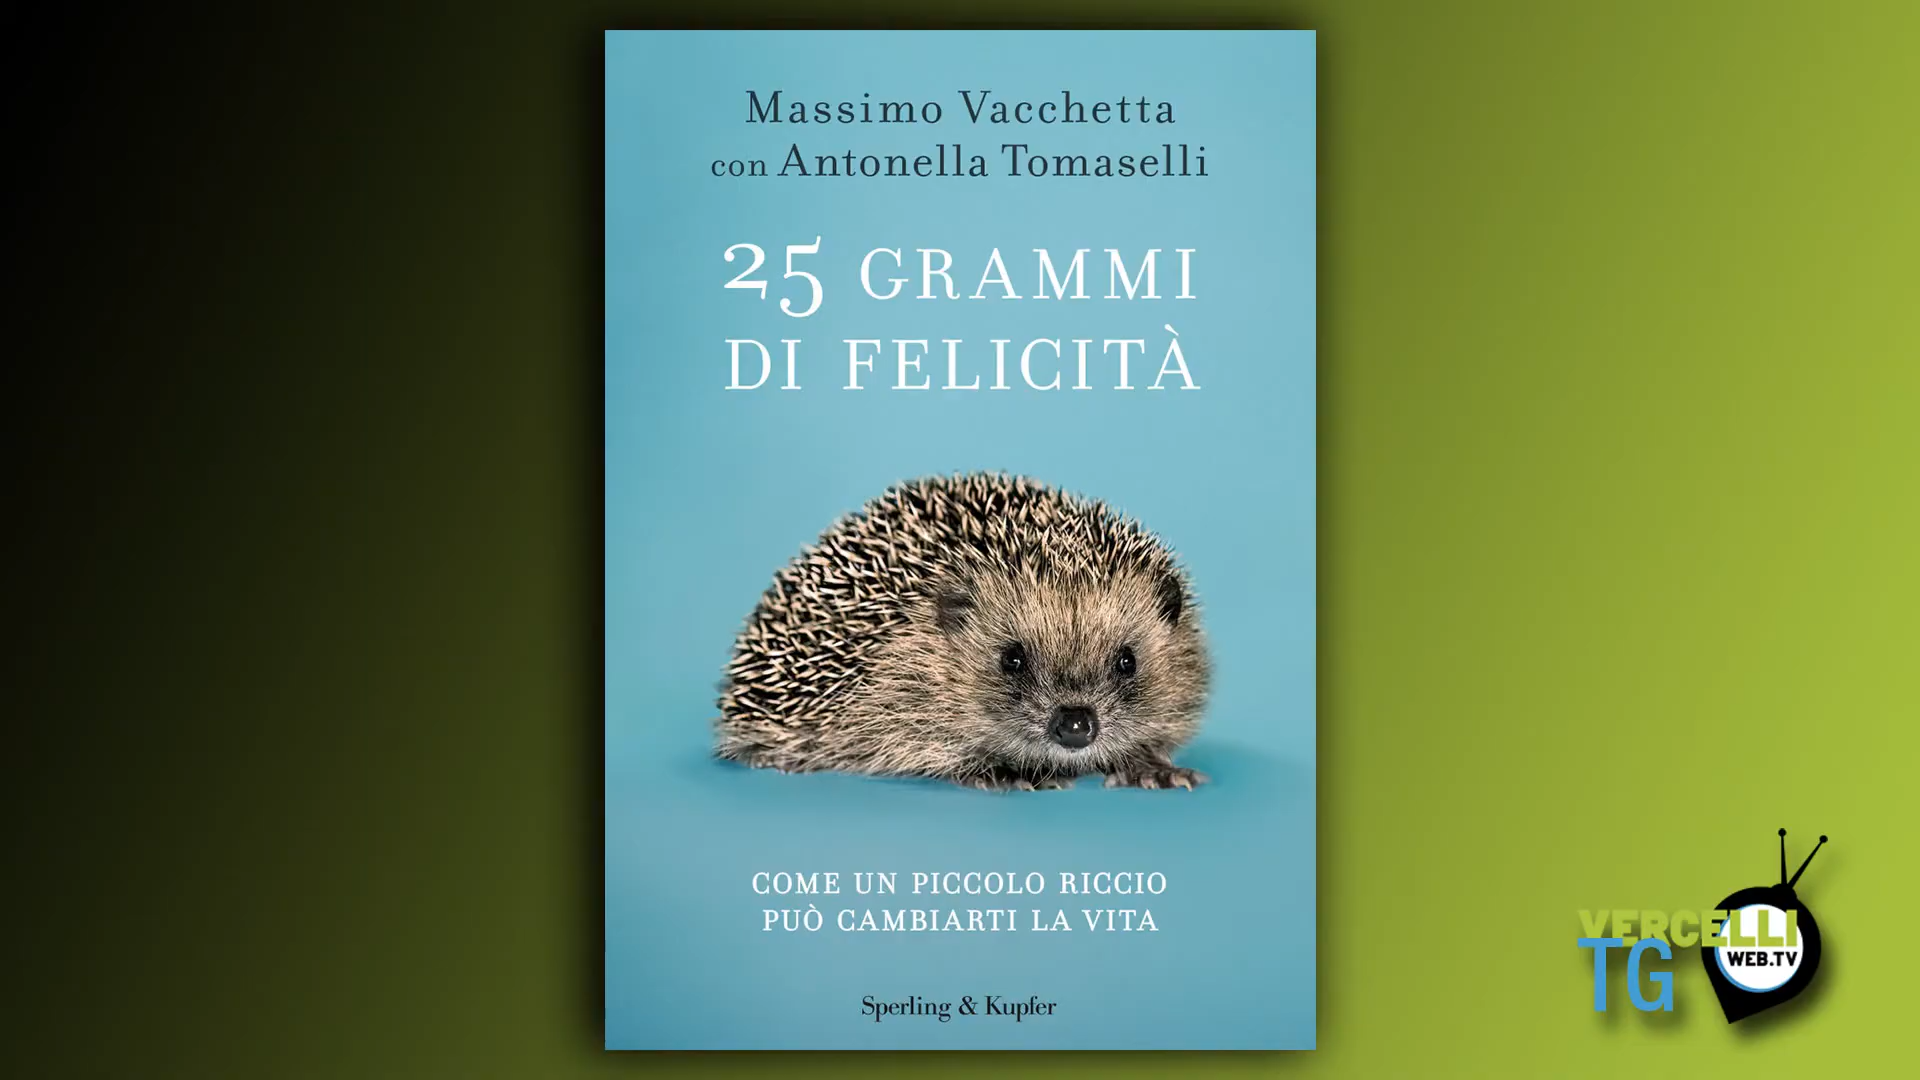 Massimo Vacchetta
con Antonella Tomaselli
25 GRAMMI
DI FELICITÀ
COME UN PICCOLO RICCIO
PUÒ CAMBIARTI LA VITA
Sperling & Kupfer
VERCELLI
WEB.TV
TG